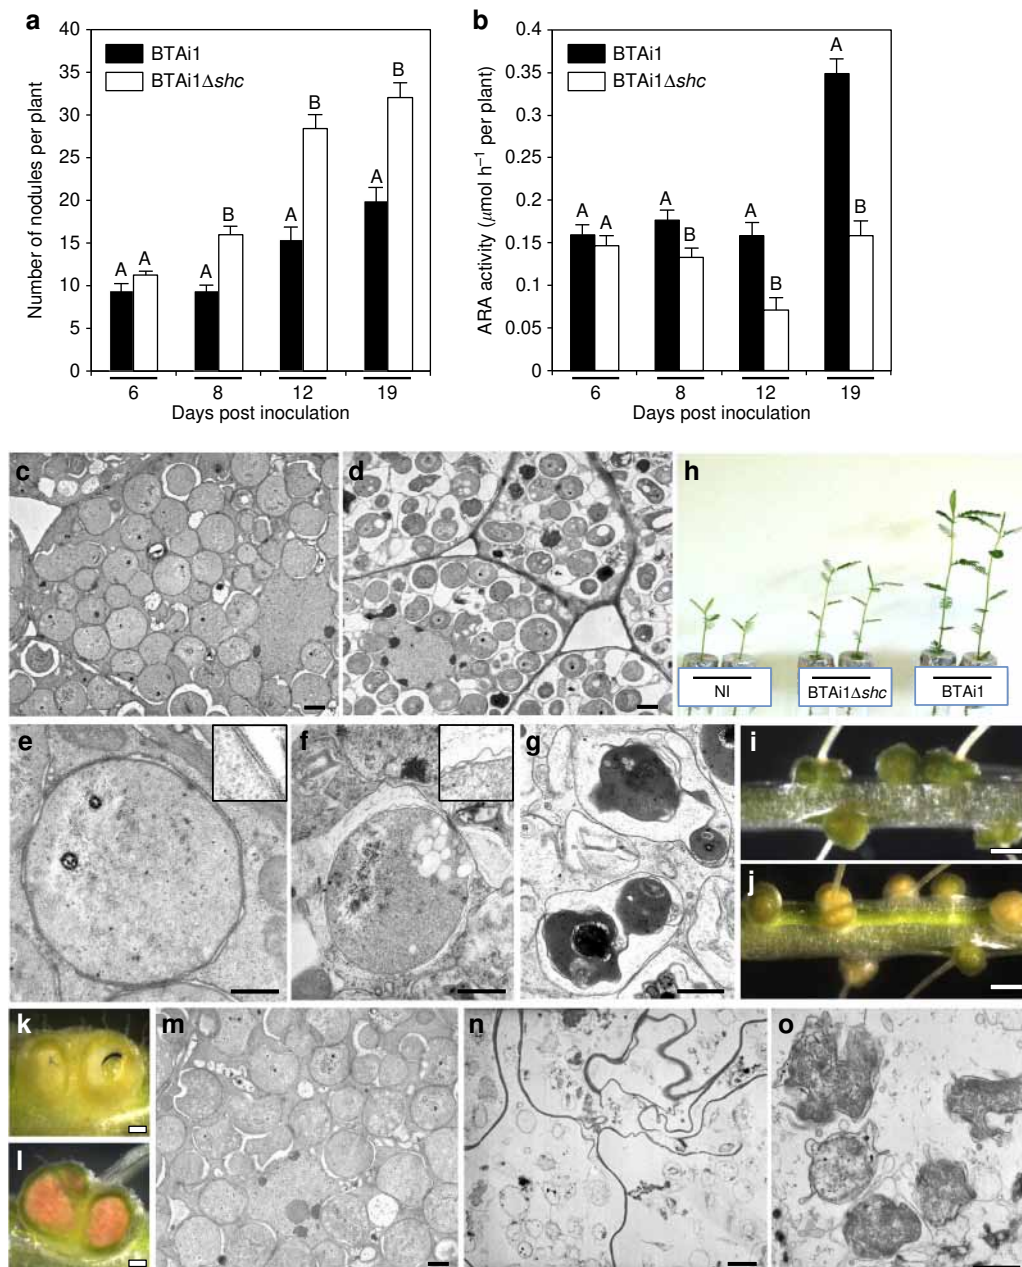 a
40
35
30
25
20
15
10
5
0
Number of nodules per plant
BTAi1
BTAi1Δshc
A A
A B
A B
A B
6 8 12 19
Days post inoculation
b
0.4
0.35
0.3
0.25
0.2
0.15
0.1
0.05
0
ARA activity (μmol h⁻¹ per plant)
BTAi1
BTAi1Δshc
A A
A B
A B
A B
6 8 12 19
Days post inoculation
c
d
h
NI
BTAi1Δshc
BTAi1
e
f
g
i
j
k
l
m
n
o